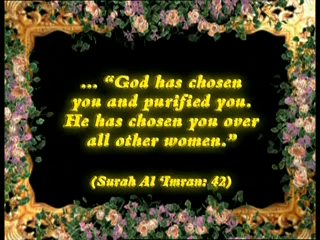 ... “God has chosen
you and purified you.
He has chosen you over
all other women.”
(Surah Al 'Imran: 42)